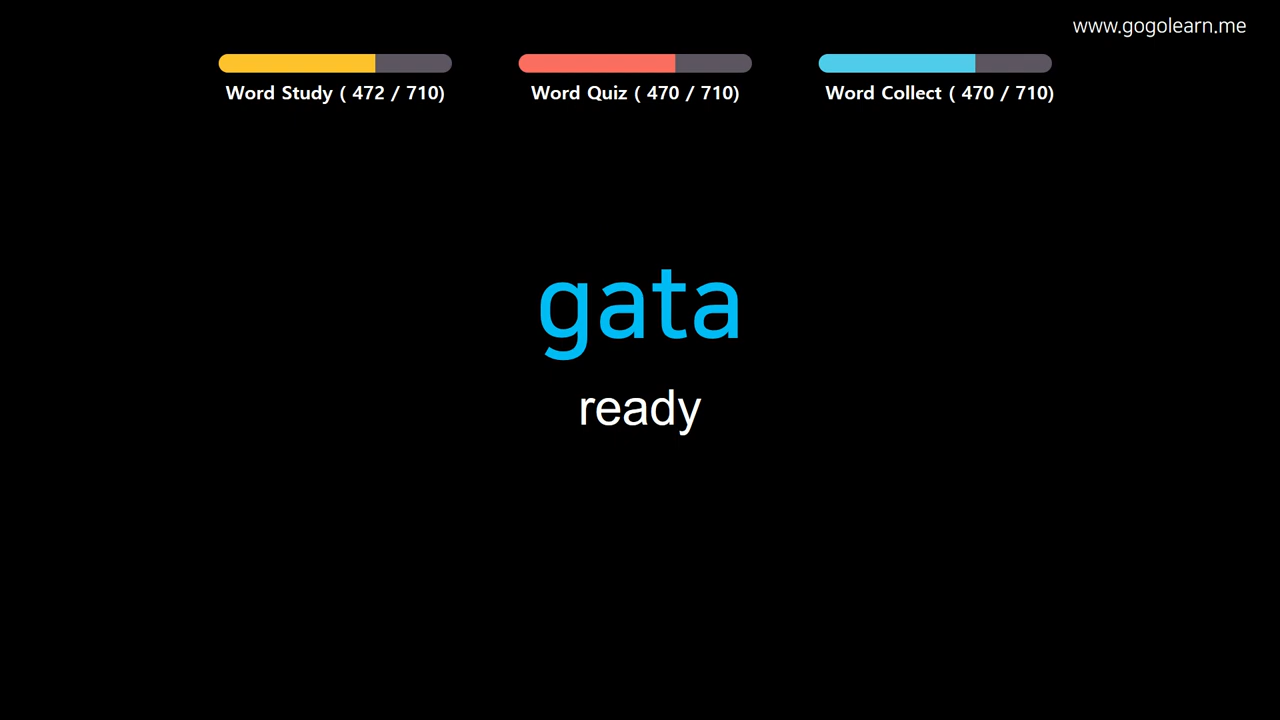 www.gogolearn.me
Word Study ( 472 / 710)
Word Quiz ( 470 / 710)
Word Collect ( 470 / 710)
gata
ready